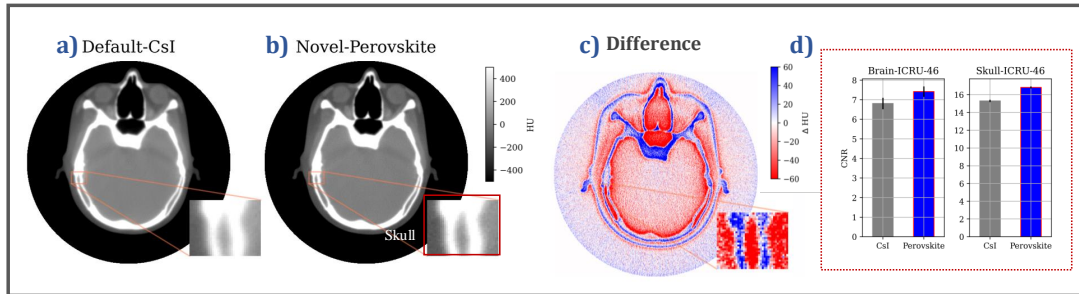 a) Default-CsI
b) Novel-Perovskite
Skull
400
200
0
−200
−400
HU
c) Difference
60
40
20
0
−20
−40
−60
Δ HU
d)
Brain-ICRU-46
8
7
6
5
4
3
2
1
0
CNR
CsI
Perovskite
Skull-ICRU-46
16
14
12
10
8
6
4
2
0
CsI
Perovskite